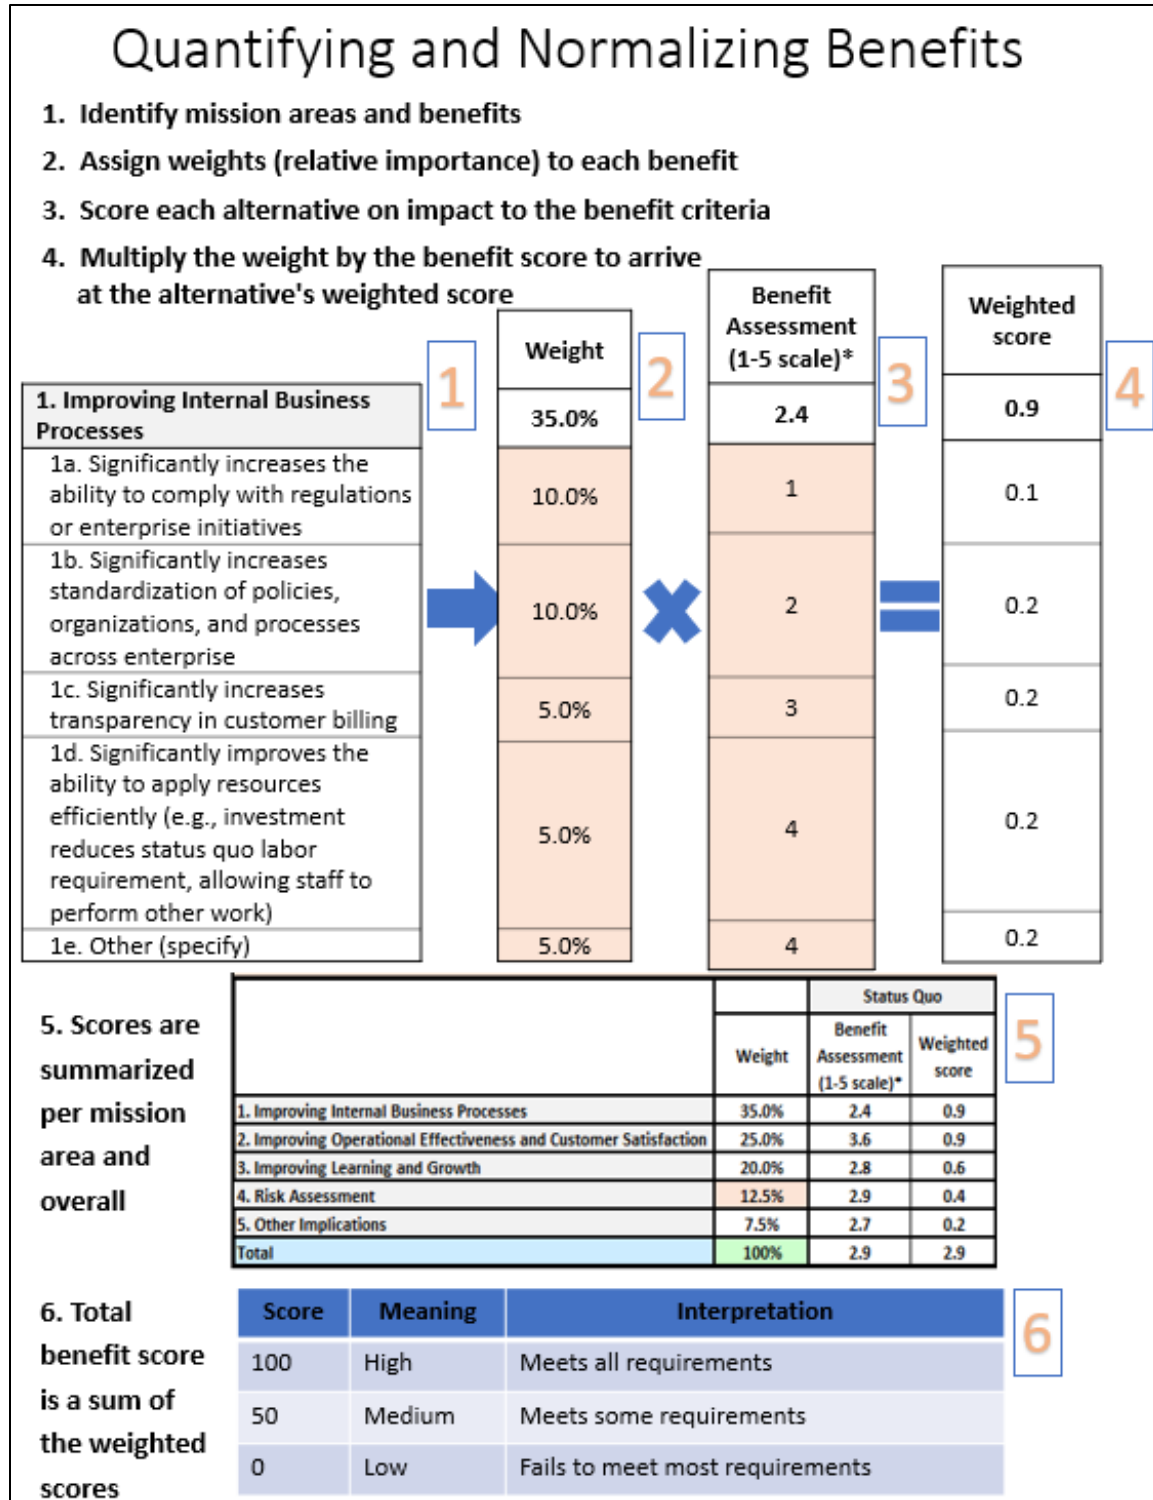 Quantifying and Normalizing Benefits
1. Identify mission areas and benefits
2. Assign weights (relative importance) to each benefit
3. Score each alternative on impact to the benefit criteria
4. Multiply the weight by the benefit score to arrive
at the alternative's weighted score
1
Weight
2
Benefit
Assessment
(1-5 scale)*
3
Weighted
score
4
1. Improving Internal Business
Processes
35.0%
2.4
0.9
1a. Significantly increases the
ability to comply with regulations
or enterprise initiatives
10.0%
1
0.1
1b. Significantly increases
standardization of policies,
organizations, and processes
across enterprise
10.0%
2
0.2
1c. Significantly increases
transparency in customer billing
5.0%
3
0.2
1d. Significantly improves the
ability to apply resources
efficiently (e.g., investment
reduces status quo labor
requirement, allowing staff to
perform other work)
5.0%
4
0.2
1e. Other (specify)
5.0%
4
0.2
5. Scores are
summarized
per mission
area and
overall
Status Quo
Weight
Benefit
Assessment
(1-5 scale)*
Weighted
score
5
1. Improving Internal Business Processes 35.0% 2.4 0.9
2. Improving Operational Effectiveness and Customer Satisfaction 25.0% 3.6 0.9
3. Improving Learning and Growth 20.0% 2.8 0.6
4. Risk Assessment 12.5% 2.9 0.4
5. Other Implications 7.5% 2.7 0.2
Total 100% 2.9 2.9
6. Total
benefit score
is a sum of
the weighted
scores
Score Meaning Interpretation
6
100 High Meets all requirements
50 Medium Meets some requirements
0 Low Fails to meet most requirements